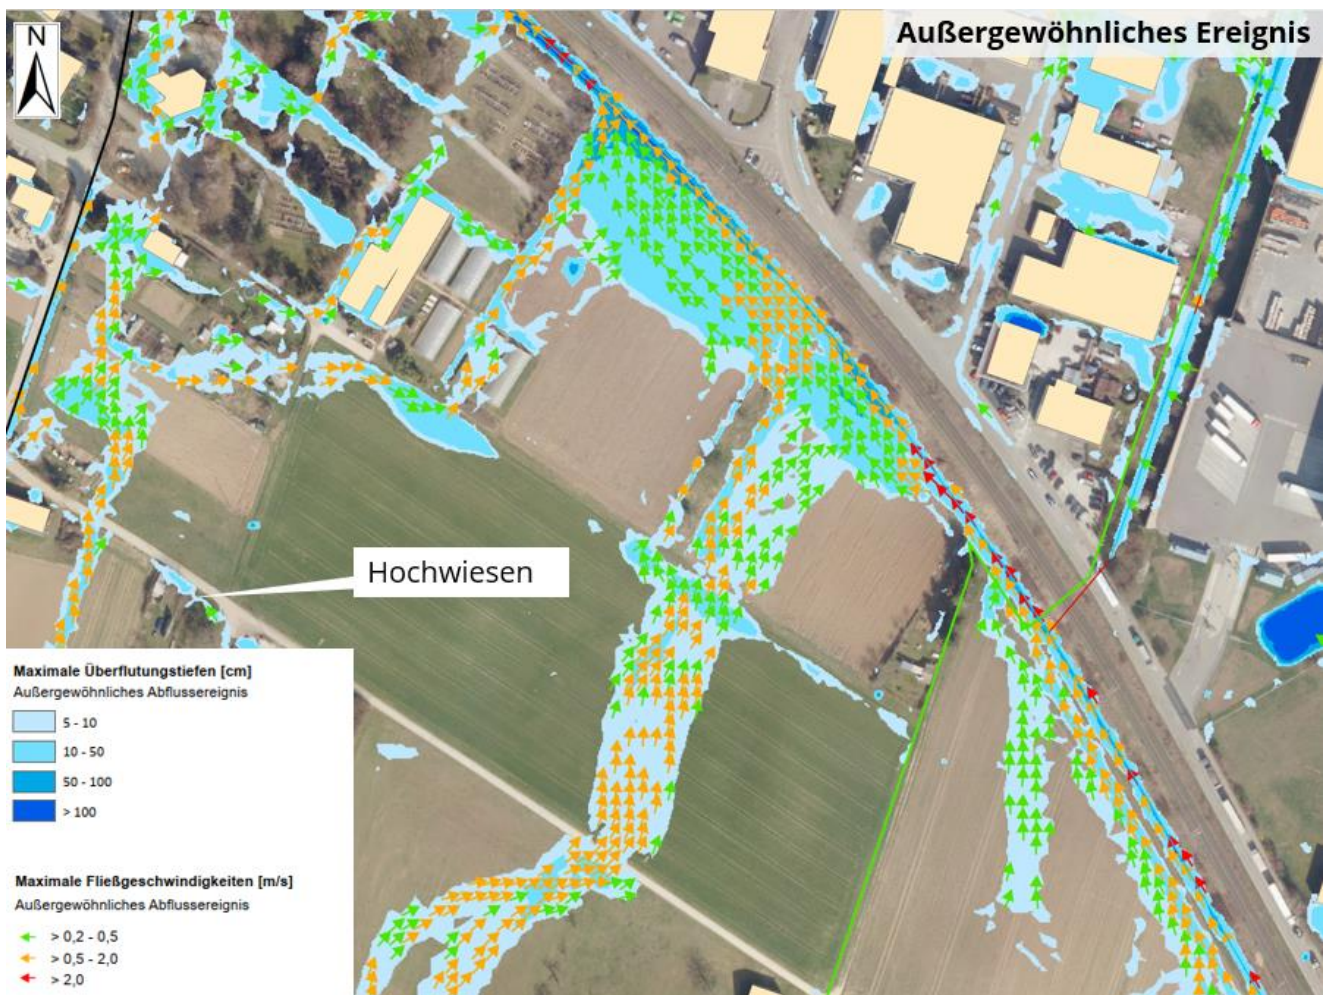 Außergewöhnliches Ereignis
N
Hochwiesen
Maximale Überflutungstiefen [cm]
Außergewöhnliches Abflussereignis
5 - 10
10 - 50
50 - 100
> 100
Maximale Fließgeschwindigkeiten [m/s]
Außergewöhnliches Abflussereignis
> 0,2 - 0,5
> 0,5 - 2,0
> 2,0